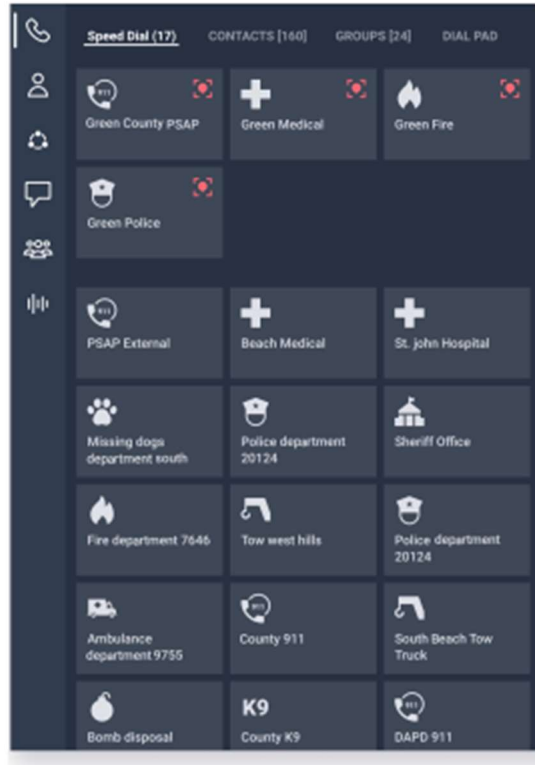 Speed Dial (17) CONTACTS [160] GROUPS [24] DIAL PAD
911
Green County PSAP
Green Medical
Green Fire
Green Police
PSAP External
Beach Medical
St. john Hospital
Missing dogs
department south
Police department
20124
Sheriff Office
Fire department 7646
Tow west hills
Police department
20124
Ambulance
department 9755
911
County 911
South Beach Tow
Truck
Bomb disposal
K9
County K9
911
DAPD 911